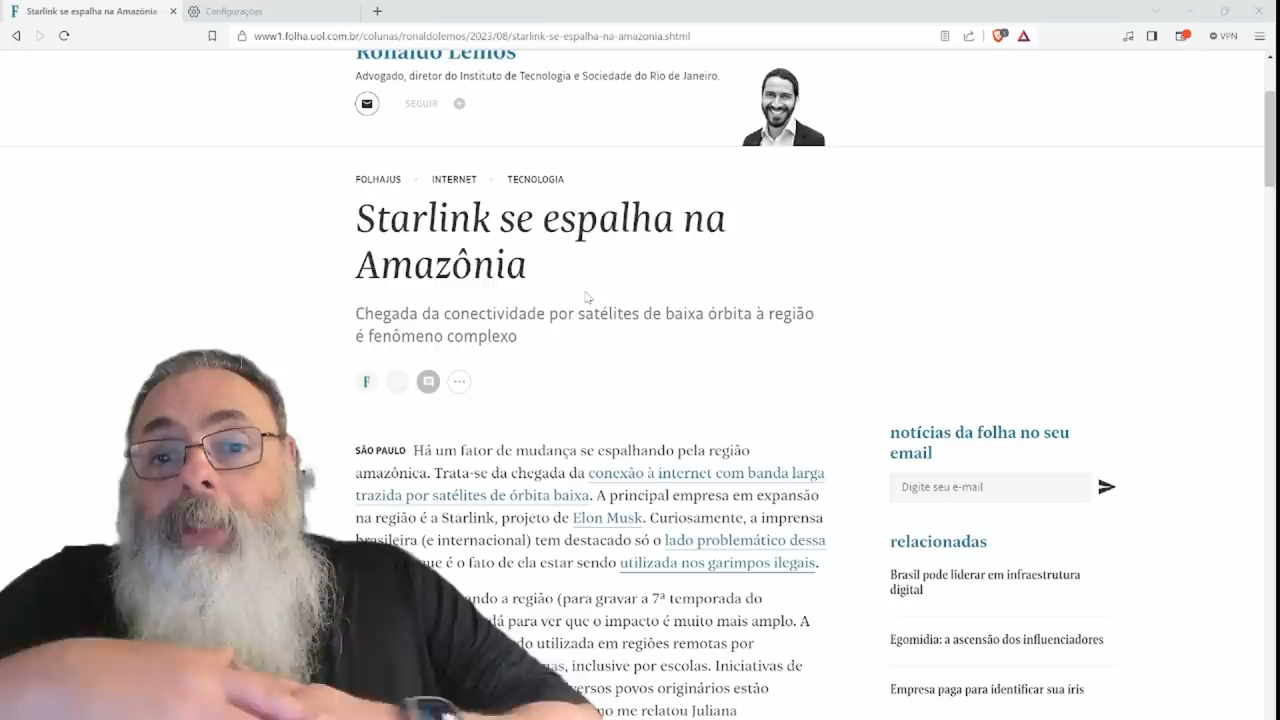 Starlink se espalha na Amazônia
Configurações
www1.folha.uol.com.br/colunas/ronaldolemos/2023/08/starlink-se-espalha-na-amazonia.shtml
VPN
Ronaldo Lemos
Advogado, diretor do Instituto de Tecnologia e Sociedade do Rio de Janeiro.
SEGUIR
FOLHAJUS INTERNET TECNOLOGIA
Starlink se espalha na
Amazônia
Chegada da conectividade por satélites de baixa órbita à região
é fenômeno complexo
F
SÃO PAULO Há um fator de mudança se espalhando pela região
amazônica. Trata-se da chegada da conexão à internet com banda larga
trazida por satélites de órbita baixa. A principal empresa em expansão
na região é a Starlink, projeto de Elon Musk. Curiosamente, a imprensa
brasileira (e internacional) tem destacado só o lado problemático dessa
que é o fato de ela estar sendo utilizada nos garimpos ilegais.
ando a região (para gravar a 7ª temporada do
dá para ver que o impacto é muito mais amplo. A
do utilizada em regiões remotas por
nas, inclusive por escolas. Iniciativas de
versos povos originários estão
no me relatou Juliana
notícias da folha no seu
email
Digite seu e-mail
relacionadas
Brasil pode liderar em infraestrutura
digital
Egomídia: a ascensão dos influenciadores
Empresa paga para identificar sua íris